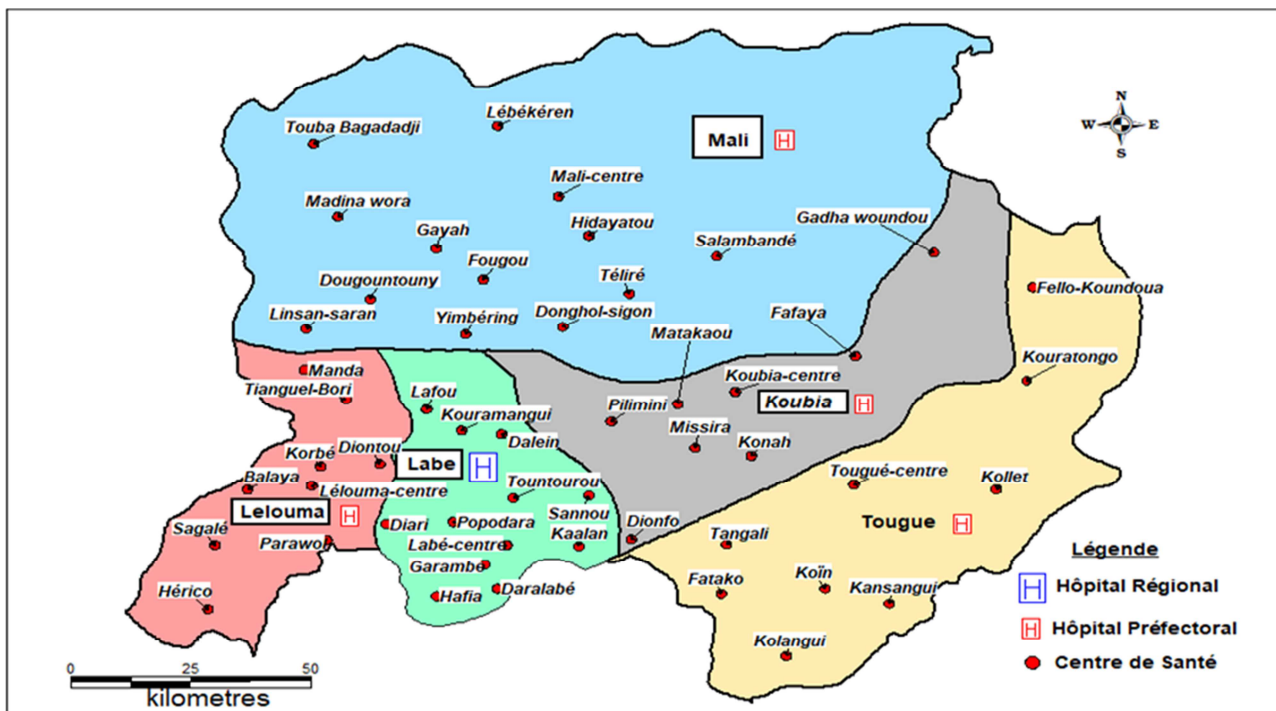 Lébékéren
Touba Bagadadji
Mali
H
N
W
E
S
Mali-centre
Madina wora
Hidayatou
Gadha woundou
Gayah
Salambandé
Fougou
Téliré
Dougountouny
Fello-Koundoua
Linsan-saran
Yimbéring
Donghol-sigon
Matakaou
Fafaya
Kouratongo
Manda
Tianguel-Bori
Lafou
Koubia-centre
Koubia
H
Pilimini
Kouramangui
Missira
Konah
Dalein
Korbé
Diontou
Labe
H
Balaya
Lélouma-centre
Tountourou
Tougué-centre
Kollet
Lelouma
H
Sannou
Sagalé
Diari
Popodara
Dionfo
Tougue
H
Parawol
Labé-centre
Kaalan
Tangali
Garambé
Fatako
Koïn
Kansangui
Hérico
Hafia
Daralabé
Kolangui
Légende
H Hôpital Régional
H Hôpital Préfectoral
Centre de Santé
0 25 50
kilometres